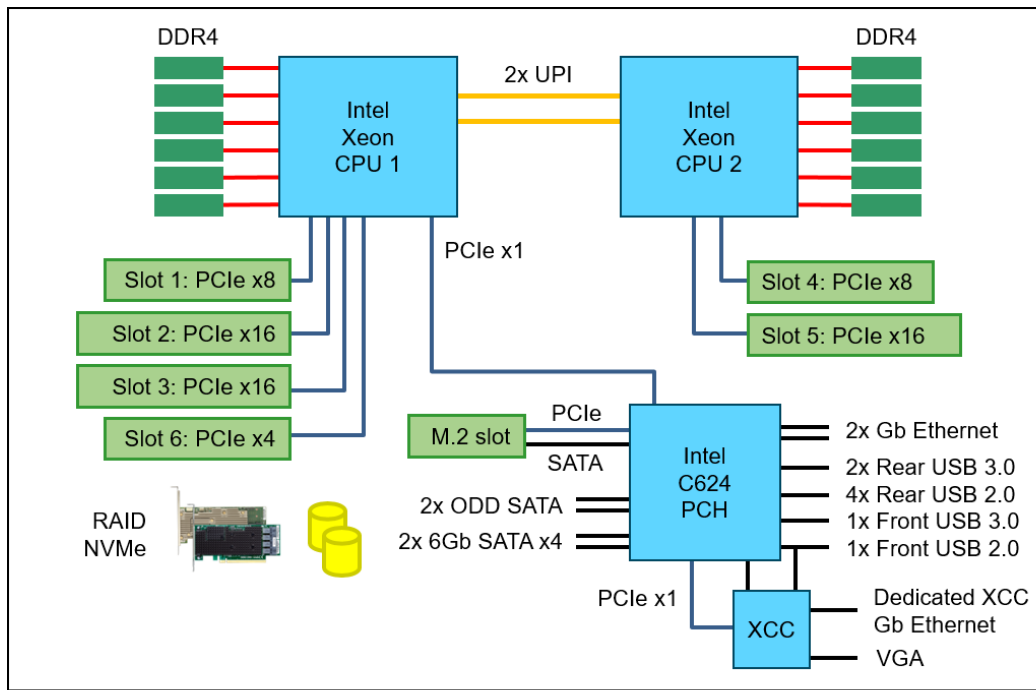 DDR4
DDR4
2x UPI
Intel
Xeon
CPU 1
Intel
Xeon
CPU 2
PCIe x1
Slot 1: PCIe x8
Slot 2: PCIe x16
Slot 3: PCIe x16
Slot 6: PCIe x4
Slot 4: PCIe x8
Slot 5: PCIe x16
M.2 slot
PCIe
SATA
Intel
C624
PCH
2x Gb Ethernet
2x Rear USB 3.0
4x Rear USB 2.0
1x Front USB 3.0
1x Front USB 2.0
RAID
NVMe
2x ODD SATA
2x 6Gb SATA x4
PCIe x1
XCC
Dedicated XCC
Gb Ethernet
VGA